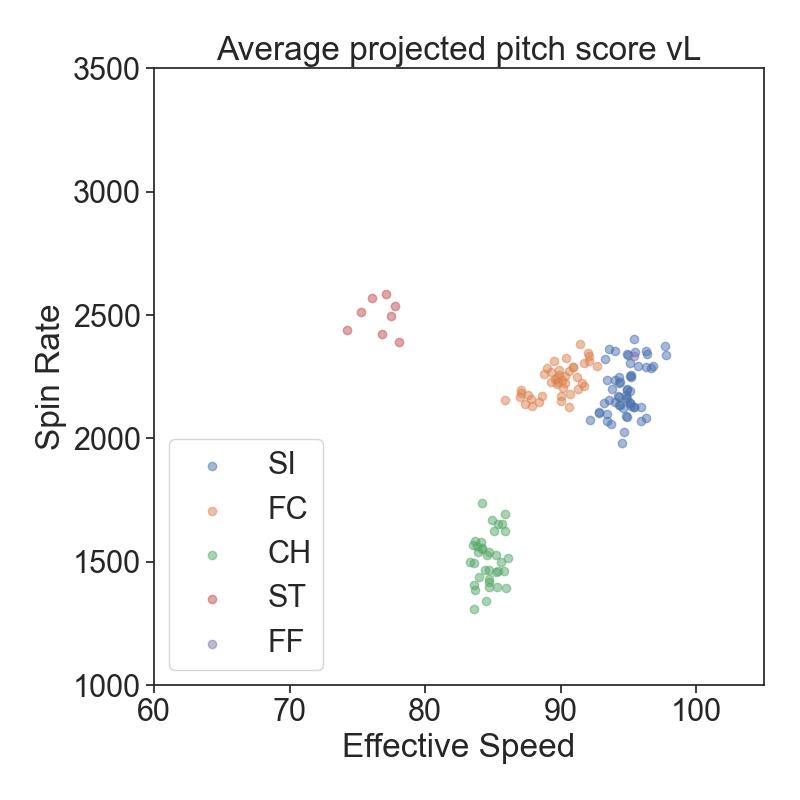 Average projected pitch score vL
3500
3000
2500
2000
1500
1000
Spin Rate
SI
FC
CH
ST
FF
60 70 80 90 100
Effective Speed